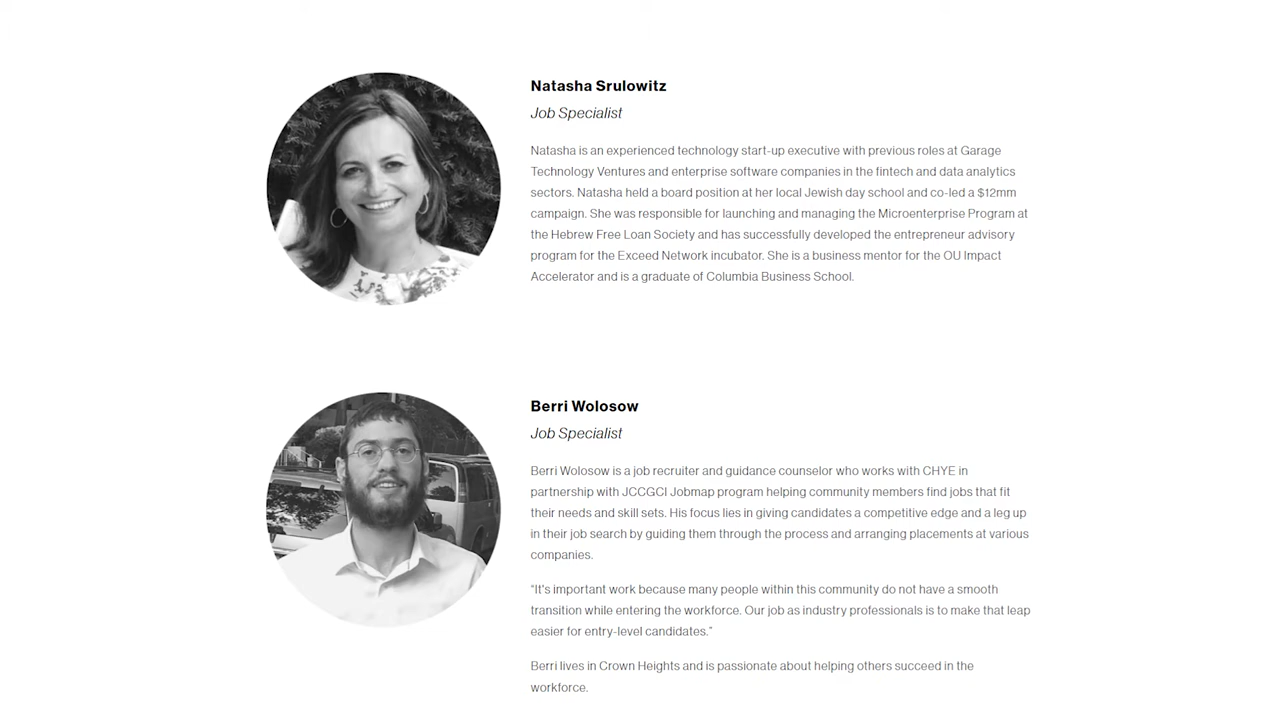 Natasha Srulowitz
Job Specialist
Natasha is an experienced technology start-up executive with previous roles at Garage
Technology Ventures and enterprise software companies in the fintech and data analytics
sectors. Natasha held a board position at her local Jewish day school and co-led a $12mm
campaign. She was responsible for launching and managing the Microenterprise Program at
the Hebrew Free Loan Society and has successfully developed the entrepreneur advisory
program for the Exceed Network incubator. She is a business mentor for the OU Impact
Accelerator and is a graduate of Columbia Business School.
Berri Wolosow
Job Specialist
Berri Wolosow is a job recruiter and guidance counselor who works with CHYE in
partnership with JCCGCI Jobmap program helping community members find jobs that fit
their needs and skill sets. His focus lies in giving candidates a competitive edge and a leg up
in their job search by guiding them through the process and arranging placements at various
companies.
"It's important work because many people within this community do not have a smooth
transition while entering the workforce. Our job as industry professionals is to make that leap
easier for entry-level candidates."
Berri lives in Crown Heights and is passionate about helping others succeed in the
workforce.